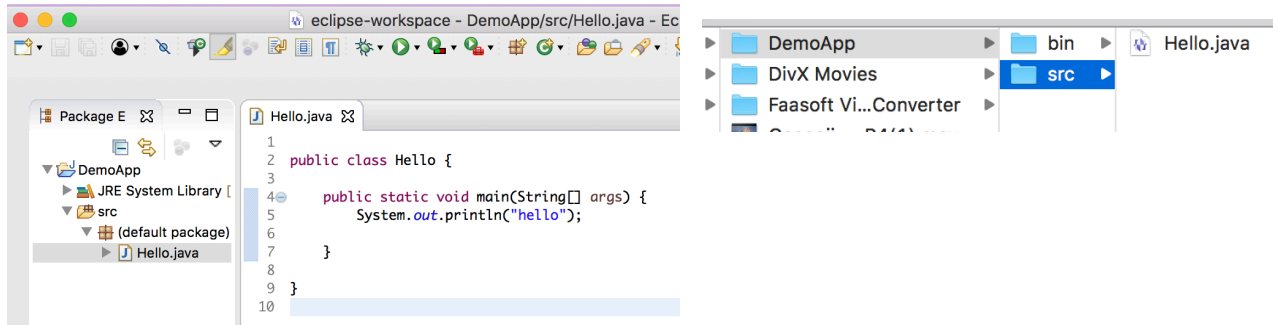 eclipse-workspace - DemoApp/src/Hello.java - Ec
Package E
DemoApp
JRE System Library [
src
(default package)
Hello.java
Hello.java
1
2 public class Hello {
3
4 public static void main(String[] args) {
5 System.out.println("hello");
6
7 }
8
9 }
10
DemoApp
DivX Movies
Faasoft Vi...Converter
bin
src
Hello.java